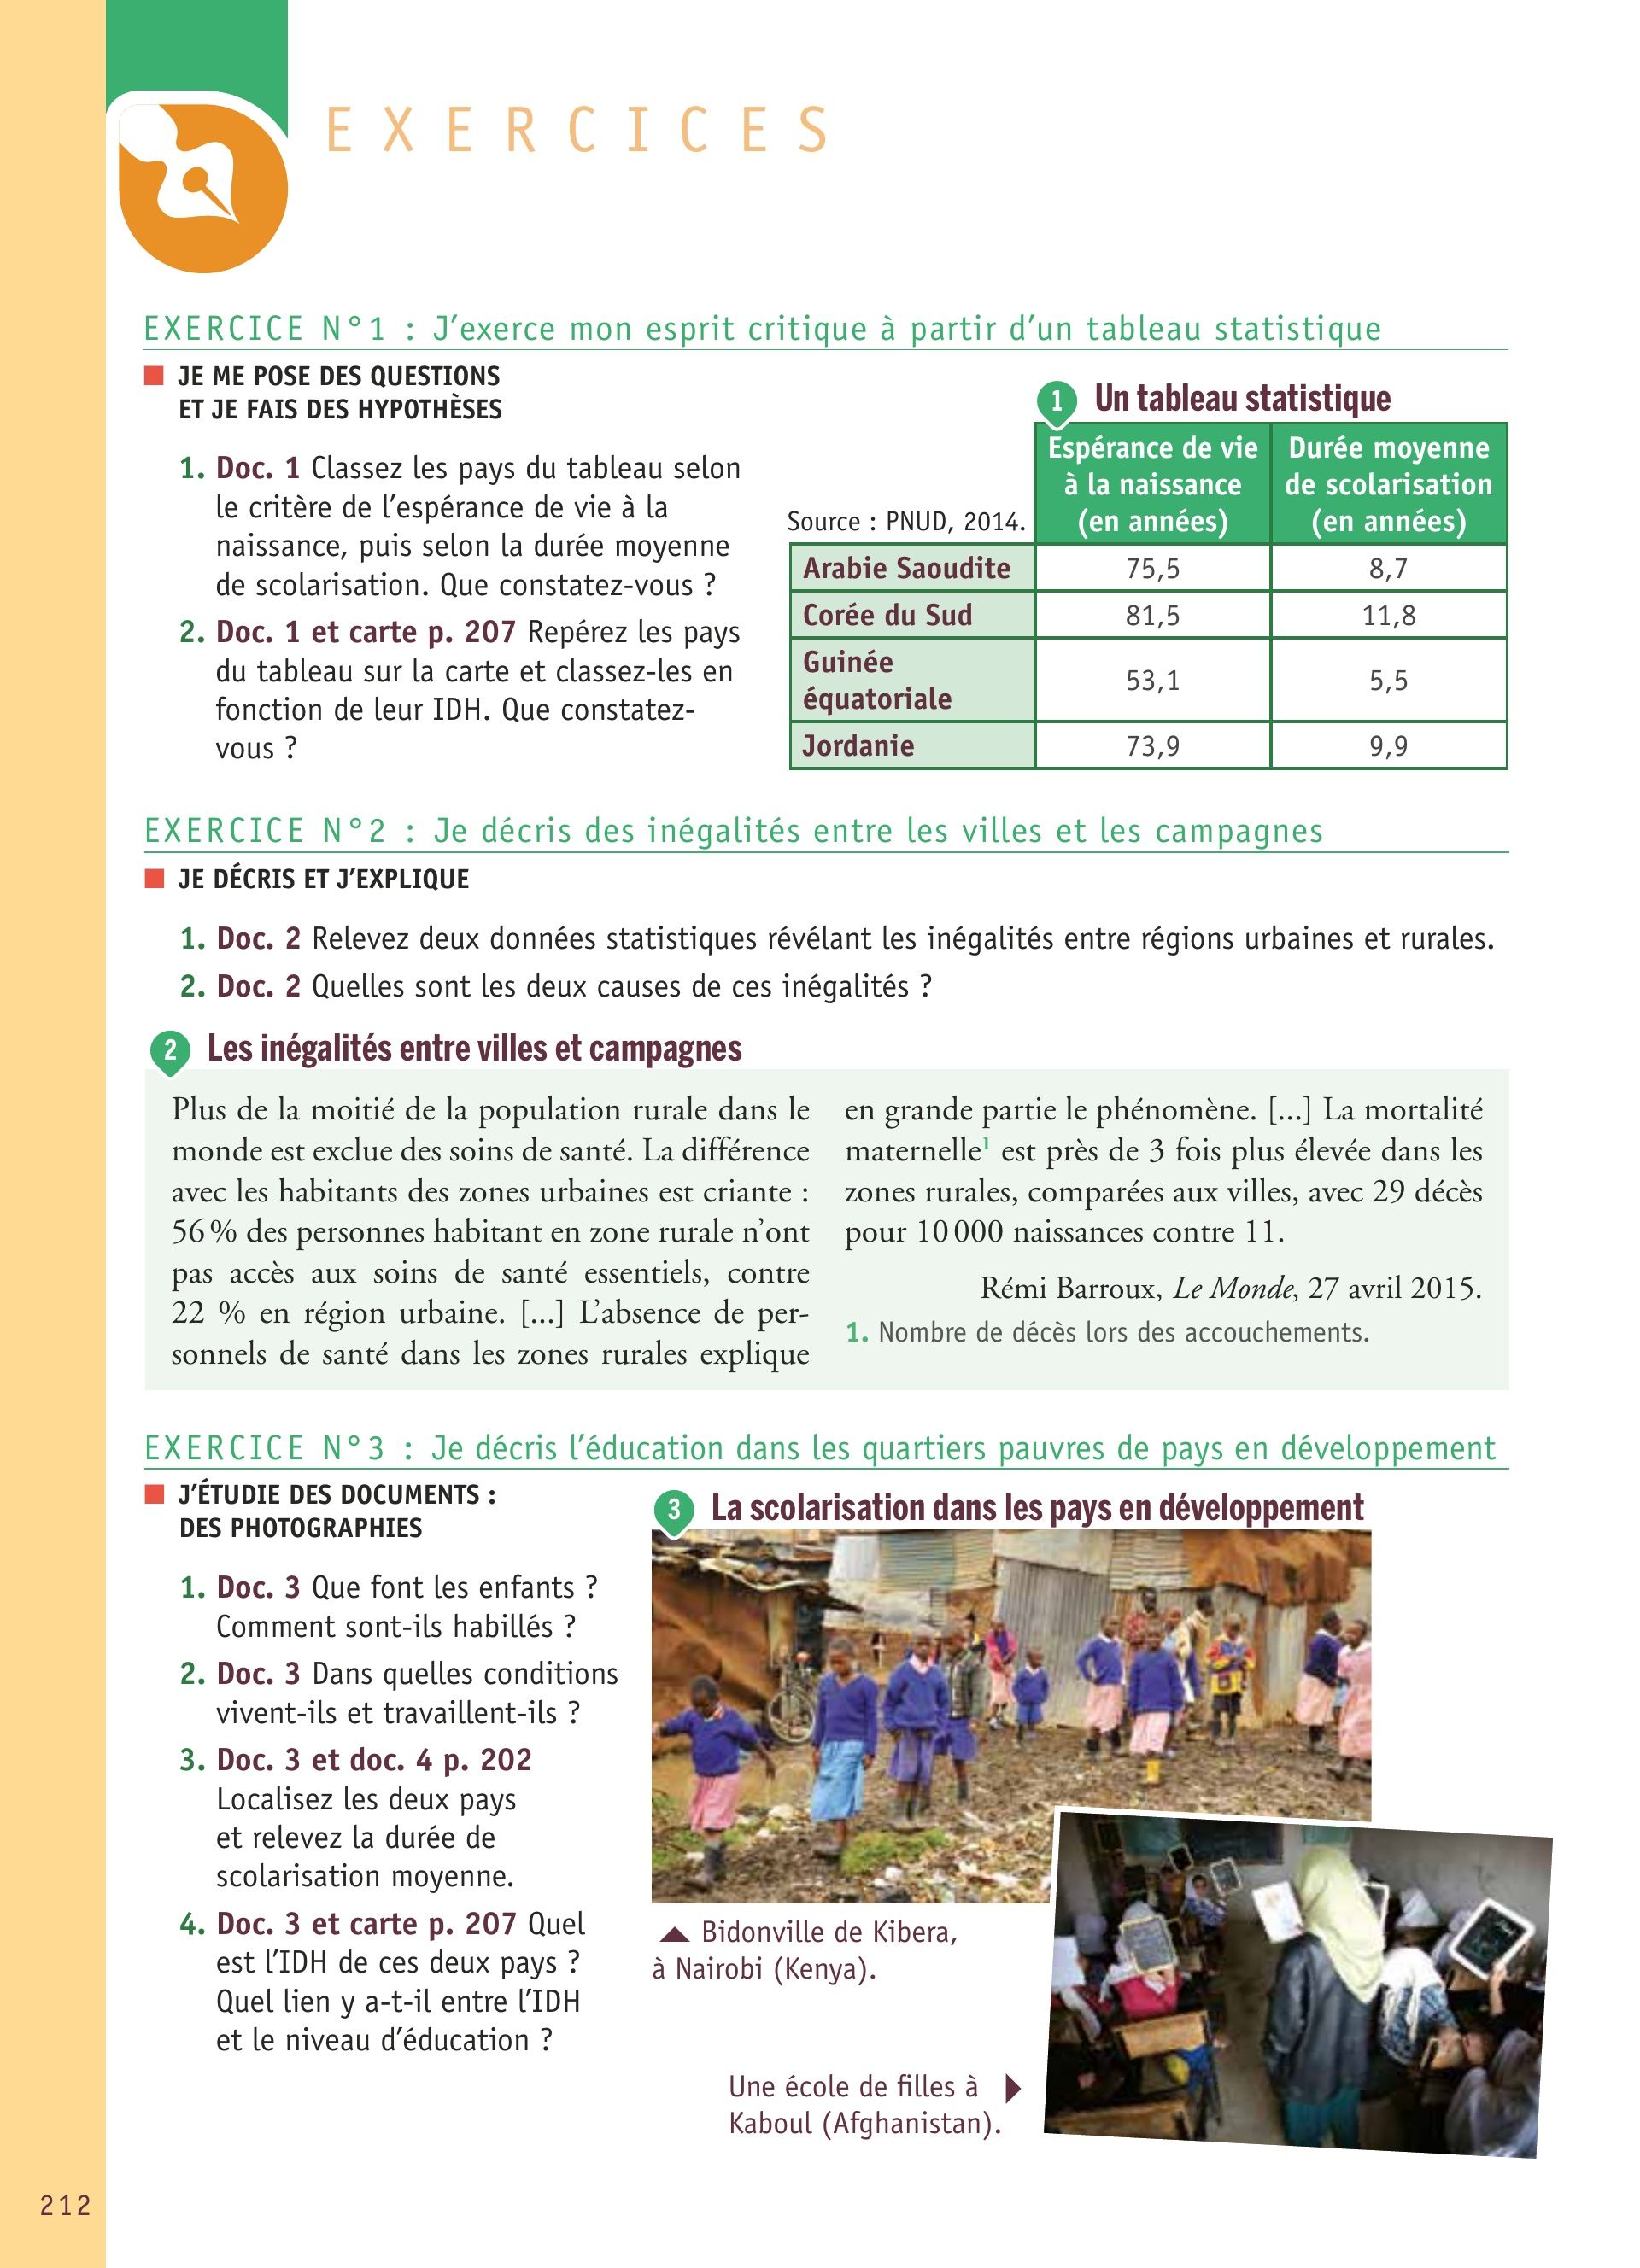 EXERCICES
EXERCICE N°1 : J'exerce mon esprit critique à partir d'un tableau statistique
JE ME POSE DES QUESTIONS
ET JE FAIS DES HYPOTHÈSES
1. Doc. 1 Classez les pays du tableau selon
le critère de l'espérance de vie à la
naissance, puis selon la durée moyenne
de scolarisation. Que constatez-vous ?
2. Doc. 1 et carte p. 207 Repérez les pays
du tableau sur la carte et classez-les en
fonction de leur IDH. Que constatez-
vous ?
1 Un tableau statistique
Espérance de vie
à la naissance
(en années)
Durée moyenne
de scolarisation
(en années)
Source : PNUD, 2014.
Arabie Saoudite 75,5 8,7
Corée du Sud 81,5 11,8
Guinée
équatoriale 53,1 5,5
Jordanie 73,9 9,9
EXERCICE N°2 : Je décris des inégalités entre les villes et les campagnes
JE DÉCRIS ET J'EXPLIQUE
1. Doc. 2 Relevez deux données statistiques révélant les inégalités entre régions urbaines et rurales.
2. Doc. 2 Quelles sont les deux causes de ces inégalités ?
2 Les inégalités entre villes et campagnes
Plus de la moitié de la population rurale dans le
monde est exclue des soins de santé. La différence
avec les habitants des zones urbaines est criante :
56 % des personnes habitant en zone rurale n'ont
pas accès aux soins de santé essentiels, contre
22 % en région urbaine. [...] L'absence de per-
sonnels de santé dans les zones rurales explique
en grande partie le phénomène. [...] La mortalité
maternelle¹ est près de 3 fois plus élevée dans les
zones rurales, comparées aux villes, avec 29 décès
pour 10 000 naissances contre 11.
Rémi Barroux, Le Monde, 27 avril 2015.
1. Nombre de décès lors des accouchements.
EXERCICE N°3 : Je décris l'éducation dans les quartiers pauvres de pays en développement
J'ÉTUDIE DES DOCUMENTS :
DES PHOTOGRAPHIES
1. Doc. 3 Que font les enfants ?
Comment sont-ils habillés ?
2. Doc. 3 Dans quelles conditions
vivent-ils et travaillent-ils ?
3. Doc. 3 et doc. 4 p. 202
Localisez les deux pays
et relevez la durée de
scolarisation moyenne.
4. Doc. 3 et carte p. 207 Quel
est l'IDH de ces deux pays ?
Quel lien y a-t-il entre l'IDH
et le niveau d'éducation ?
3 La scolarisation dans les pays en développement
Bidonville de Kibera,
à Nairobi (Kenya).
Une école de filles à
Kaboul (Afghanistan).
212